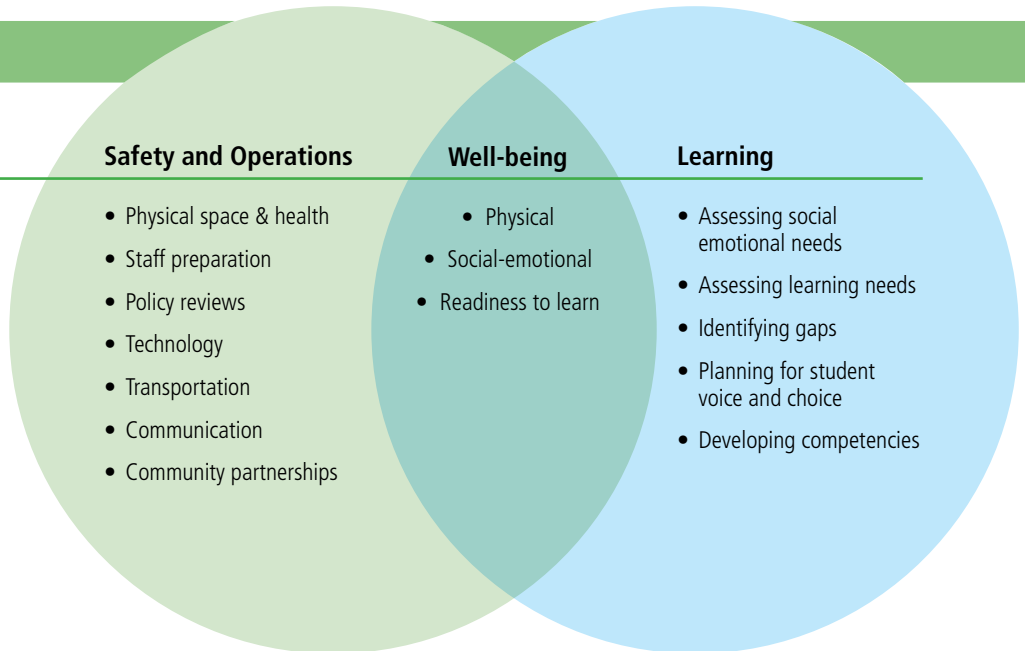 Safety and Operations
• Physical space & health
• Staff preparation
• Policy reviews
• Technology
• Transportation
• Communication
• Community partnerships
Well-being
• Physical
• Social-emotional
• Readiness to learn
Learning
• Assessing social
emotional needs
• Assessing learning needs
• Identifying gaps
• Planning for student
voice and choice
• Developing competencies